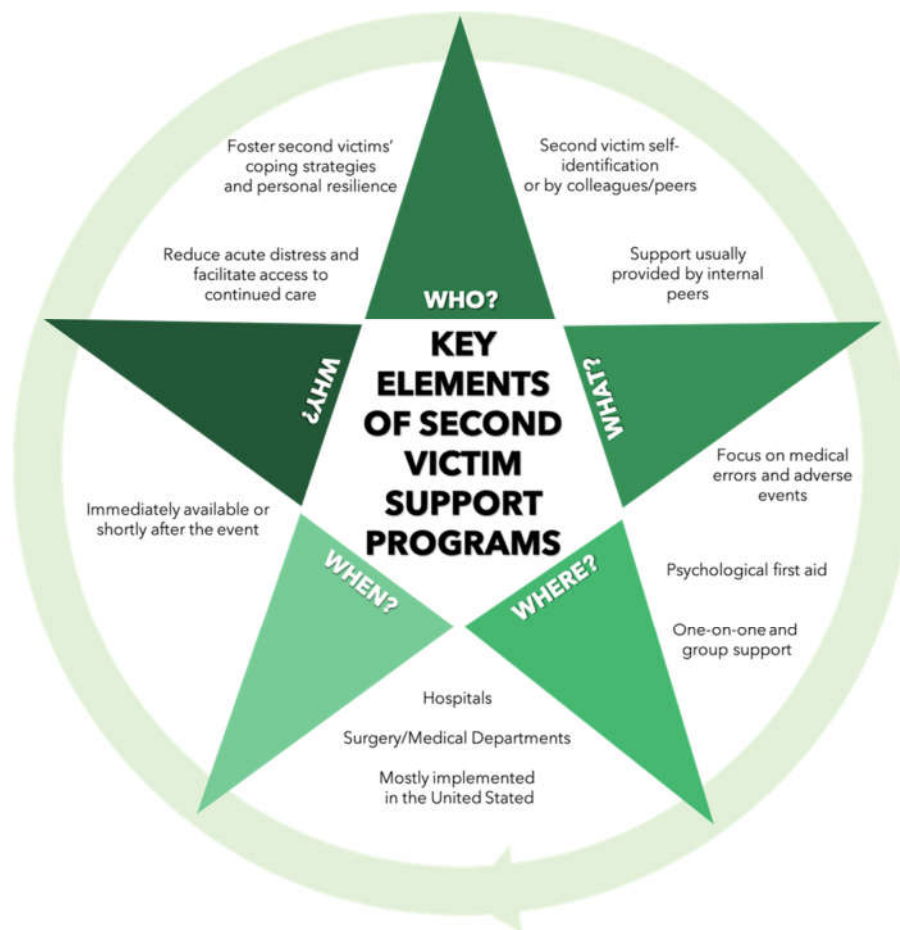 WHO?
Second victim self-
identification
or by colleagues/peers
Support usually
provided by internal
peers
WHAT?
Focus on medical
errors and adverse
events
Psychological first aid
One-on-one and
group support
WHERE?
Hospitals
Surgery/Medical Departments
Mostly implemented
in the United Stated
WHEN?
Immediately available or
shortly after the event
WHY?
Reduce acute distress and
facilitate access to
continued care
Foster second victims’
coping strategies
and personal resilience
KEY
ELEMENTS
OF SECOND
VICTIM
SUPPORT
PROGRAMS